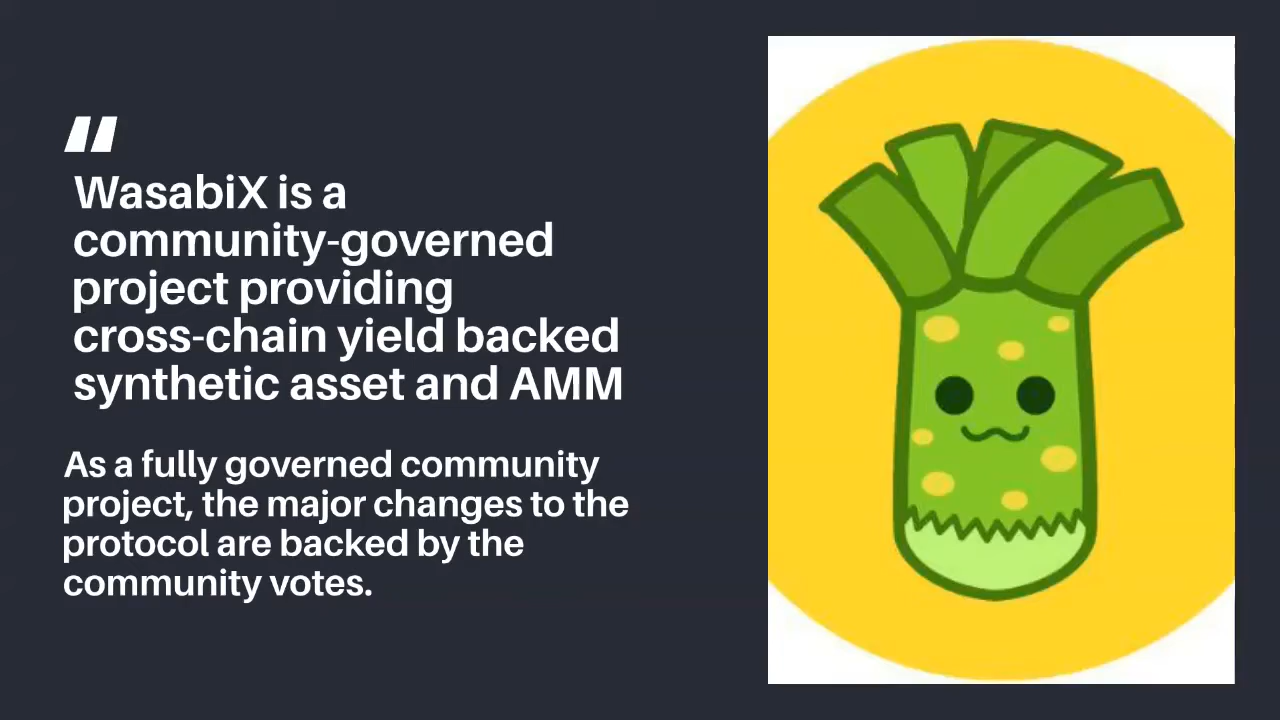 "
WasabiX is a
community-governed
project providing
cross-chain yield backed
synthetic asset and AMM
As a fully governed community
project, the major changes to the
protocol are backed by the
community votes.